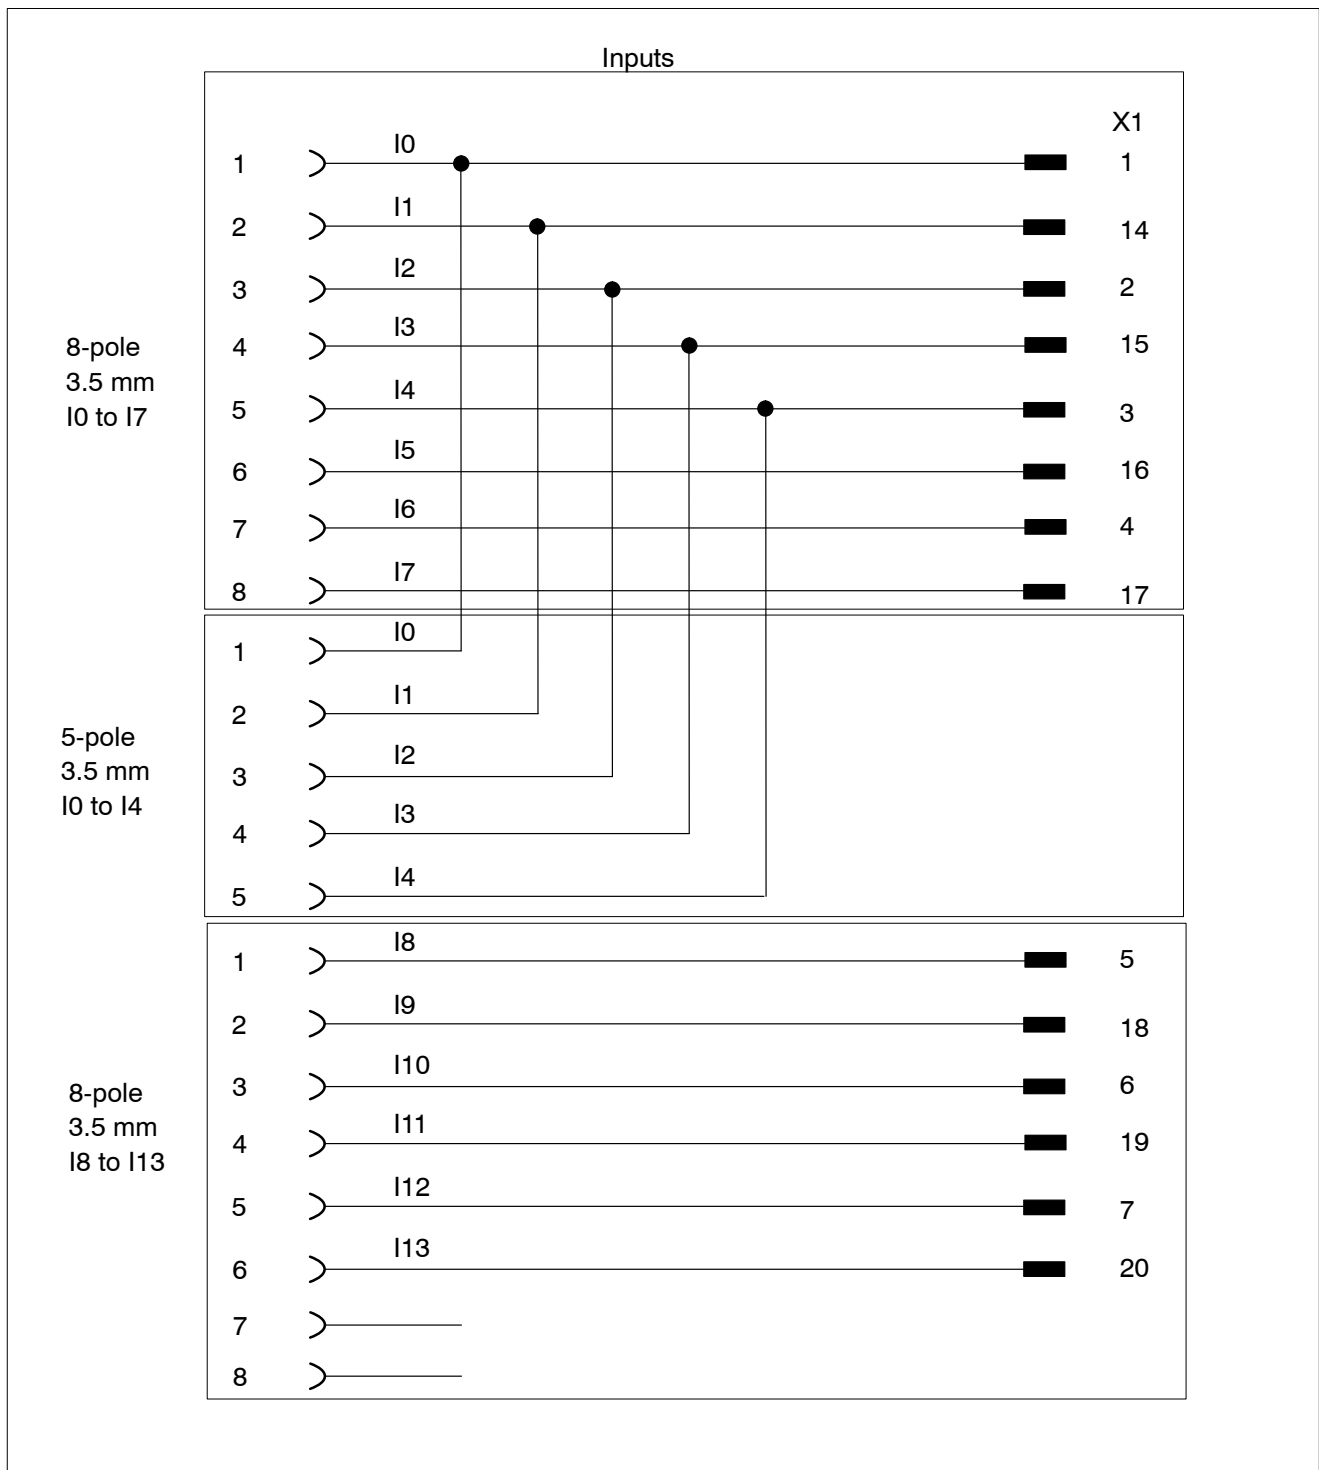 Inputs
X1
I0
1 1
I1
2 14
I2
3 2
I3
4 15
8-pole
3.5 mm
I0 to I7
I4
5 3
I5
6 16
I6
7 4
I7
8 17
I0
1
I1
2
5-pole
3.5 mm
I0 to I4
I2
3
I3
4
I4
5
I8
1 5
I9
2 18
I10
3 6
8-pole
3.5 mm
I8 to I13
I11
4 19
I12
5 7
I13
6 20
7
8